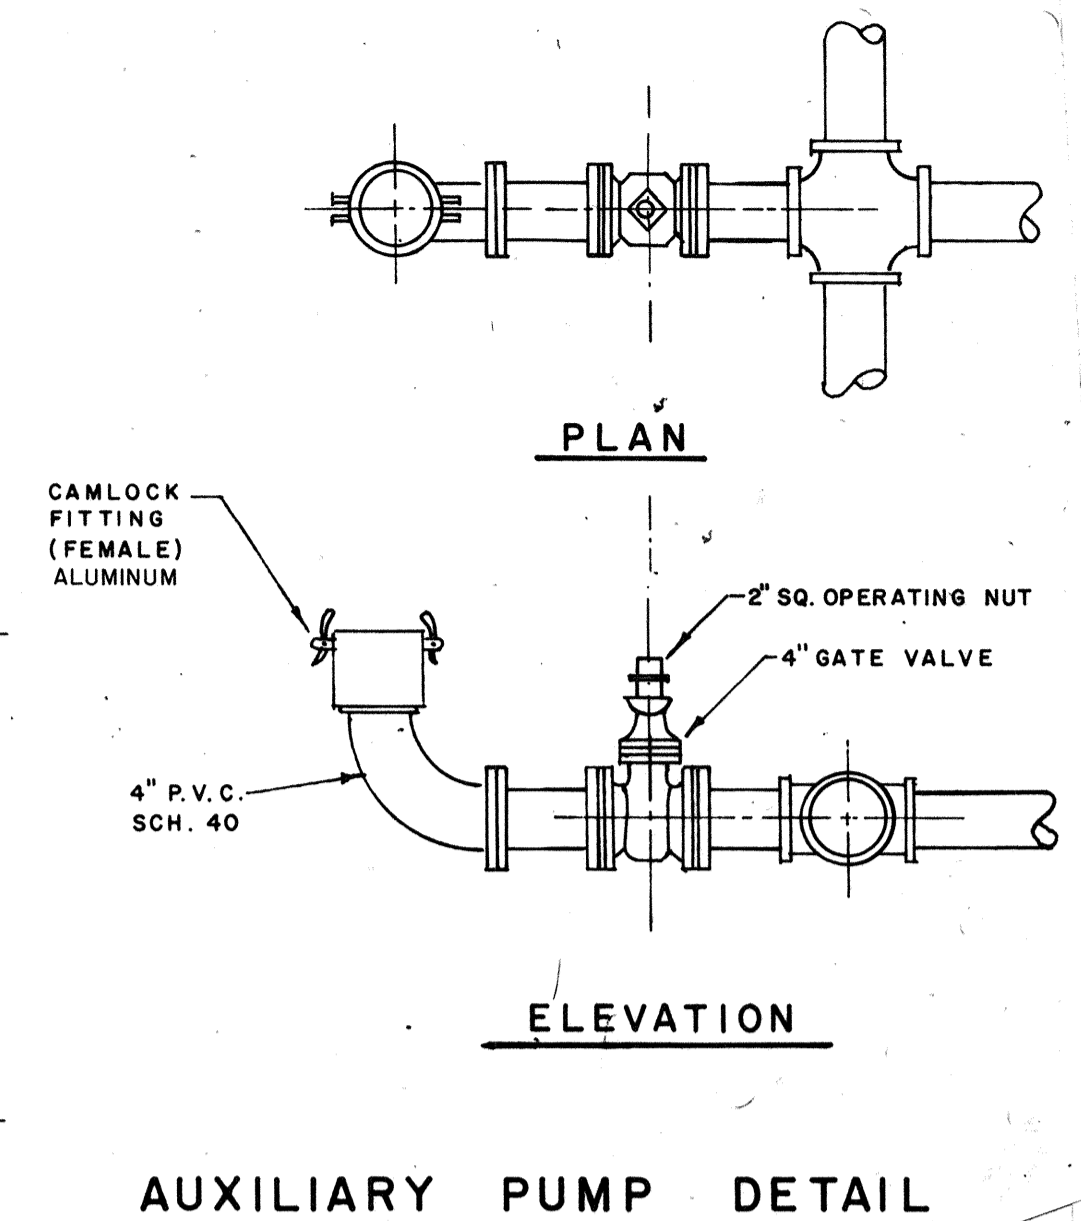 PLAN
CAMLOCK
FITTING
(FEMALE)
ALUMINUM
2" SQ. OPERATING NUT
4" GATE VALVE
4" P.V.C.
SCH. 40
ELEVATION
AUXILIARY PUMP DETAIL